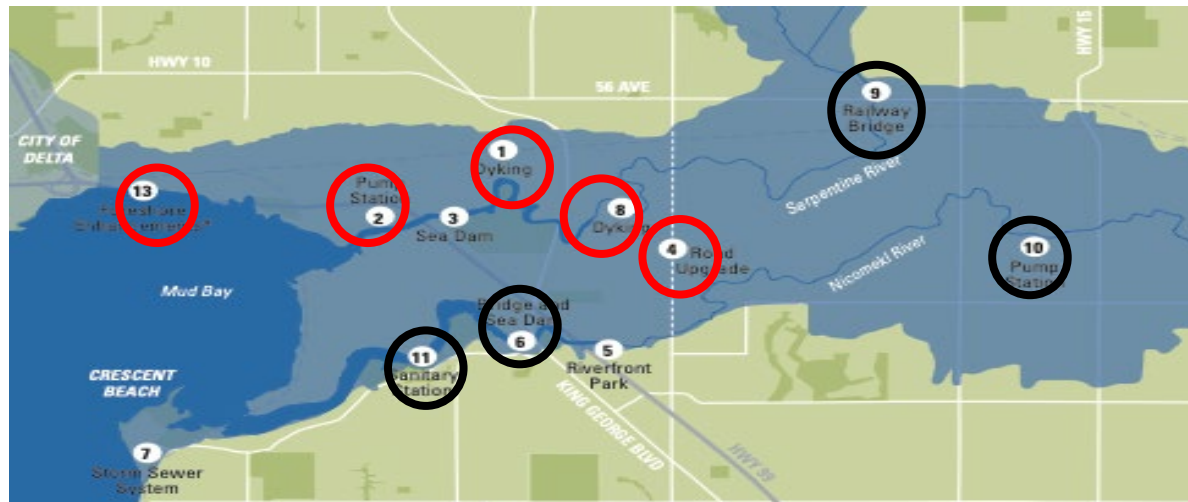 HWY 10
HWY 15
56 AVE
CITY OF
DELTA
9
Railway
Bridge
1
Dyking
13
Foreshore
Enhancements*
Pump
Station
2
3
Sea Dam
8
Dyking
Serpentine River
4
Road
Upgrade
10
Pump
Station
Nicomekl River
Mud Bay
Bridge and
Sea Dam
6
11
Sanitary
Station
5
Riverfront
Park
CRESCENT
BEACH
KING GEORGE BLVD
HWY 99
7
Storm Sewer
System